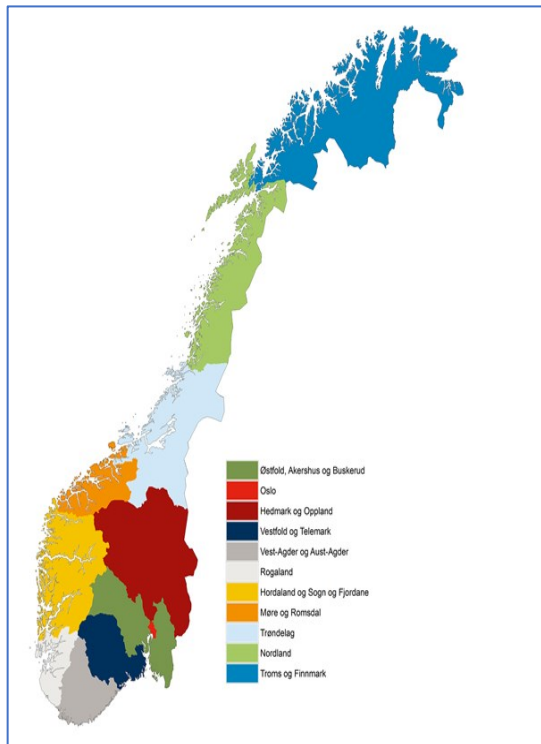 Østfold, Akershus og Buskerud
Oslo
Hedmark og Oppland
Vestfold og Telemark
Vest-Agder og Aust-Agder
Rogaland
Hordaland og Sogn og Fjordane
Møre og Romsdal
Trøndelag
Nordland
Troms og Finnmark